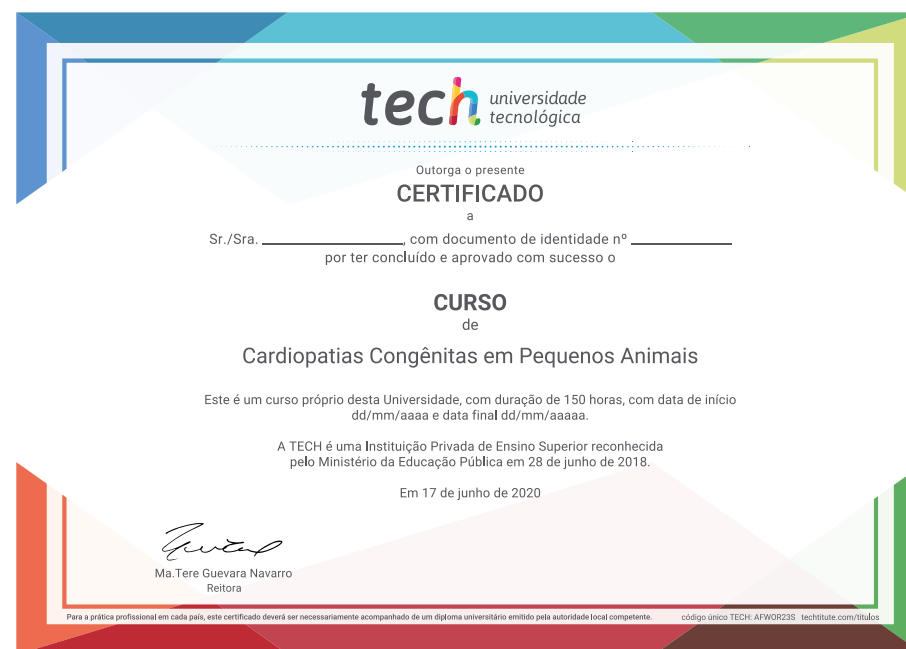 tech universidade
tecnológica
Outorga o presente
CERTIFICADO
a
Sr./Sra. ____________, com documento de identidade nº ____________
por ter concluído e aprovado com sucesso o
CURSO
de
Cardiopatias Congênitas em Pequenos Animais
Este é um curso próprio desta Universidade, com duração de 150 horas, com data de início
dd/mm/aaaa e data final dd/mm/aaaaa.
A TECH é uma Instituição Privada de Ensino Superior reconhecida
pelo Ministério da Educação Pública em 28 de junho de 2018.
Em 17 de junho de 2020
Ma.Tere Guevara Navarro
Reitora
Para a prática profissional em cada país, este certificado deverá ser necessariamente acompanhado de um diploma universitário emitido pela autoridade local competente. código único TECH: AFWOR23S techtitute.com/titulos